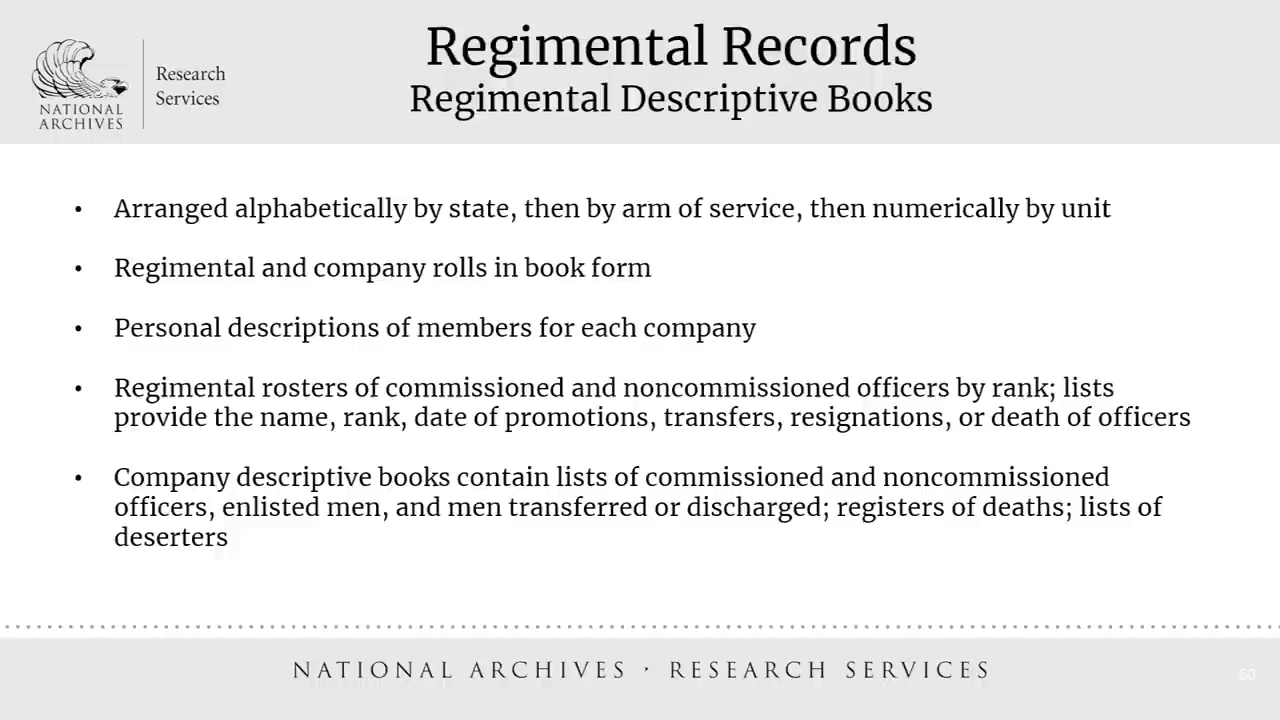 Regimental Records
Regimental Descriptive Books
NATIONAL
ARCHIVES
Research
Services
• Arranged alphabetically by state, then by arm of service, then numerically by unit
• Regimental and company rolls in book form
• Personal descriptions of members for each company
• Regimental rosters of commissioned and noncommissioned officers by rank; lists
provide the name, rank, date of promotions, transfers, resignations, or death of officers
• Company descriptive books contain lists of commissioned and noncommissioned
officers, enlisted men, and men transferred or discharged; registers of deaths; lists of
deserters
NATIONAL ARCHIVES · RESEARCH SERVICES
60